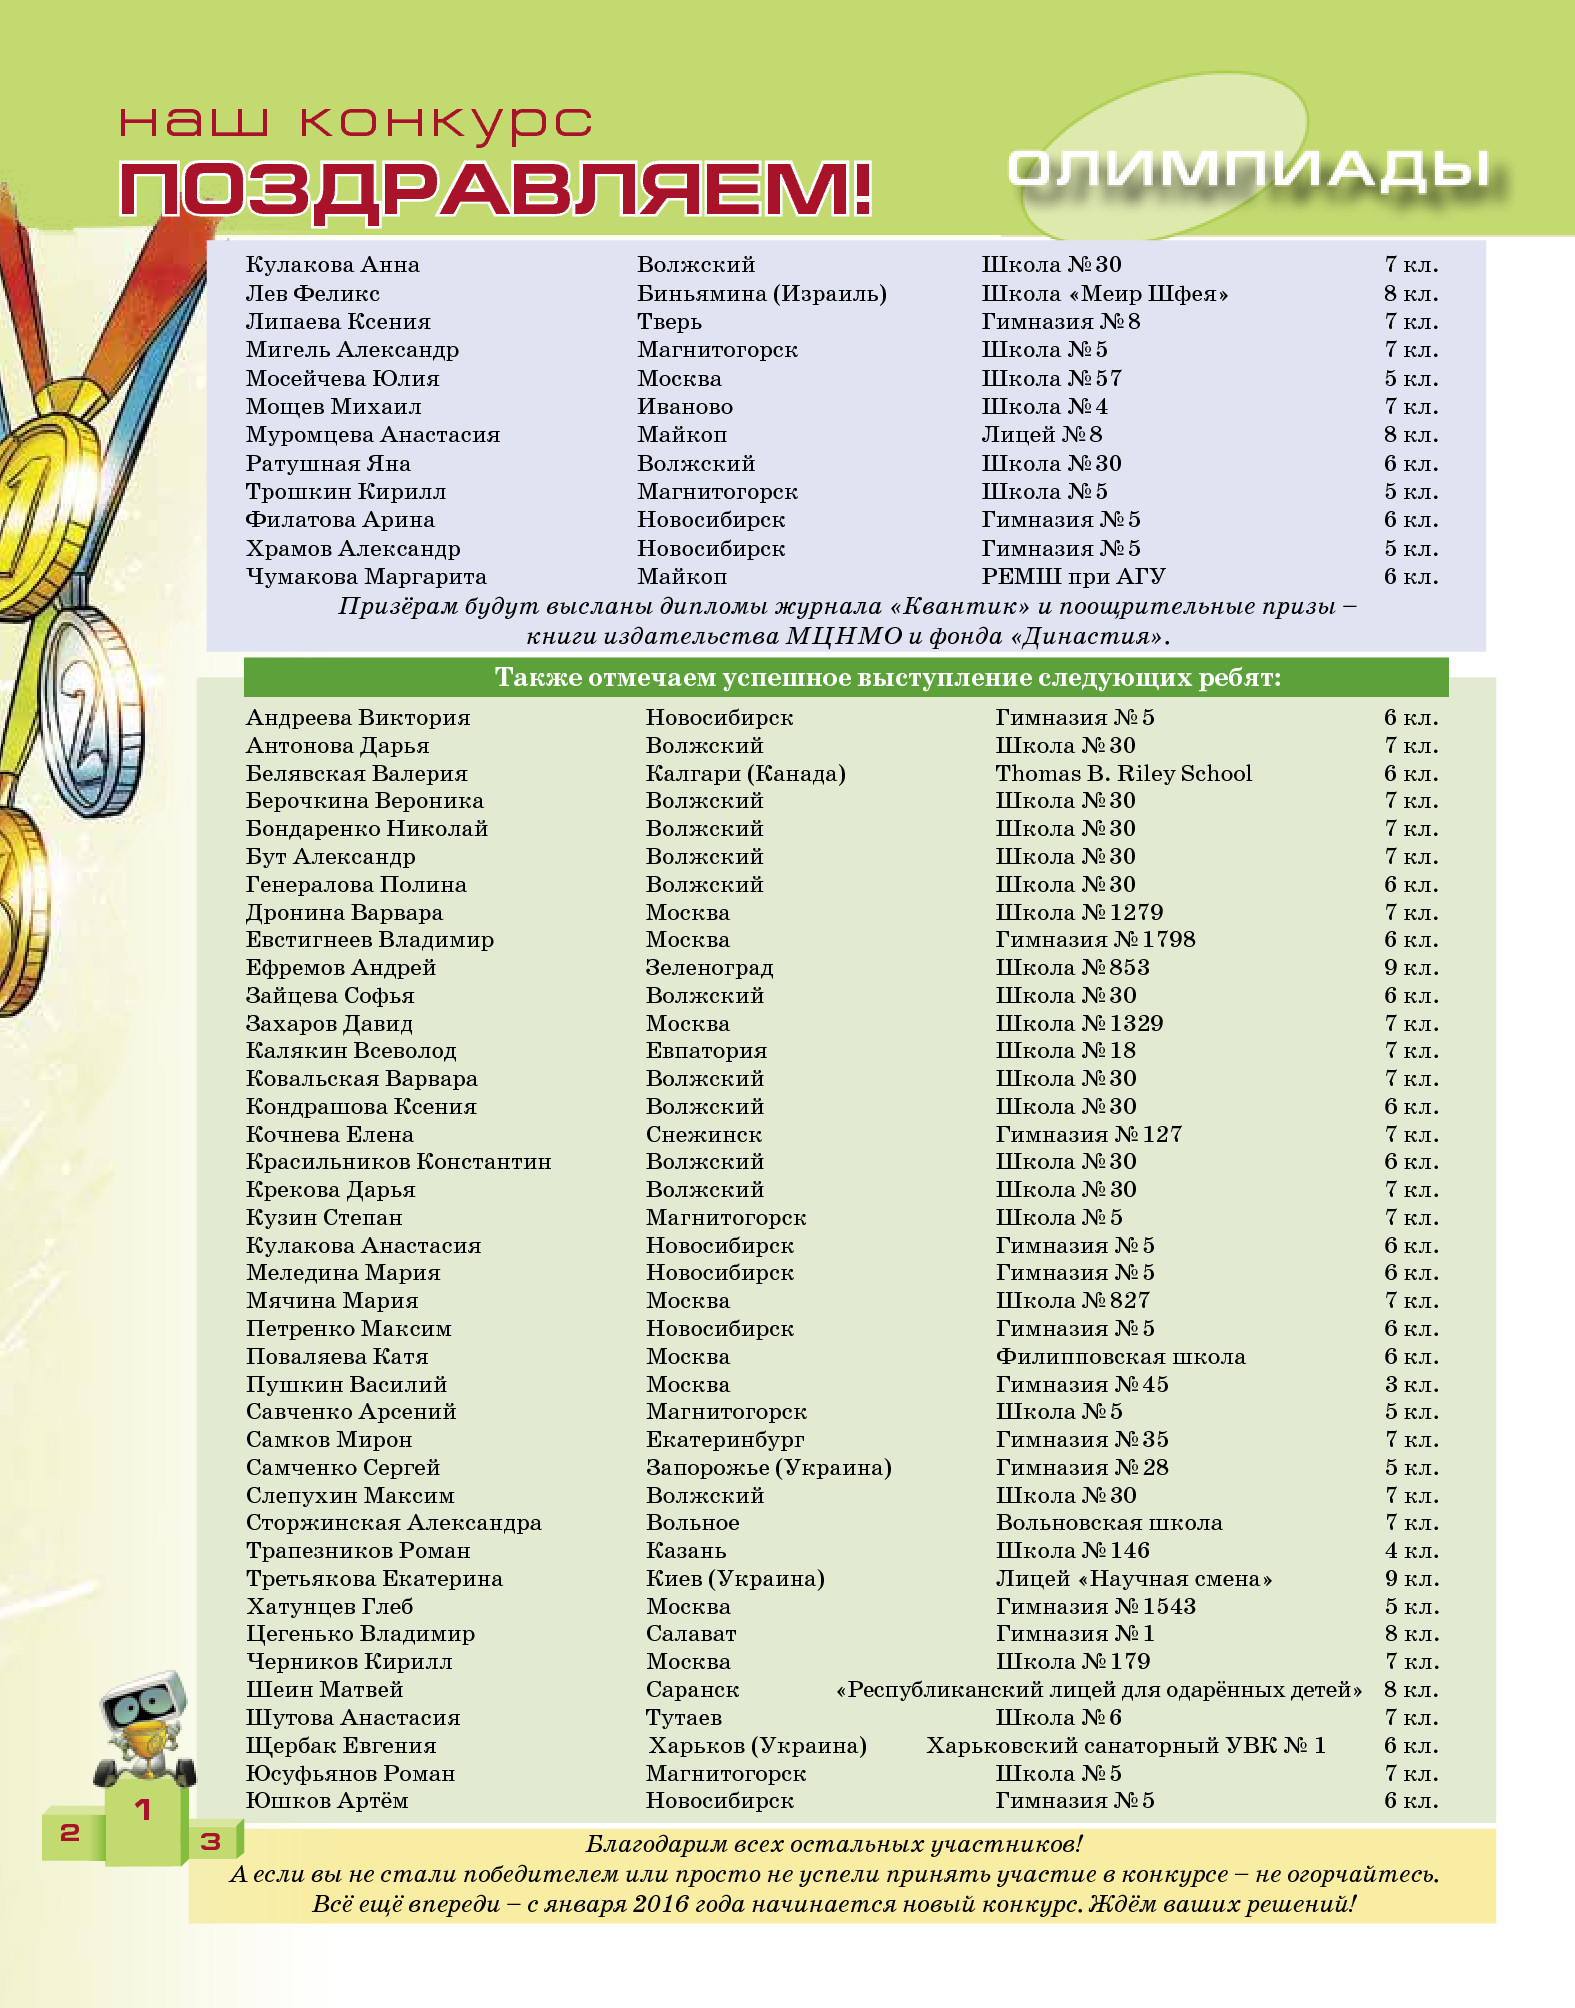 наш конкурс
ПОЗДРАВЛЯЕМ!
ОЛИМПИАДЫ
Кулакова Анна Волжский Школа №30 7 кл.
Лев Феликс Биньямина (Израиль) Школа «Меир Шфея» 8 кл.
Липаева Ксения Тверь Гимназия №8 7 кл.
Мигель Александр Магнитогорск Школа №5 7 кл.
Мосейчева Юлия Москва Школа №57 5 кл.
Мощев Михаил Иваново Школа №4 7 кл.
Муромцева Анастасия Майкоп Лицей №8 8 кл.
Ратушная Яна Волжский Школа №30 6 кл.
Трошкин Кирилл Магнитогорск Школа №5 5 кл.
Филатова Арина Новосибирск Гимназия №5 6 кл.
Храмов Александр Новосибирск Гимназия №5 5 кл.
Чумакова Маргарита Майкоп РЕМШ при АГУ 6 кл.
Призёрам будут высланы дипломы журнала «Квантик» и поощрительные призы –
книги издательства МЦНМО и фонда «Династия».
Также отмечаем успешное выступление следующих ребят:
Андреева Виктория Новосибирск Гимназия №5 6 кл.
Антонова Дарья Волжский Школа №30 7 кл.
Белявская Валерия Калгари (Канада) Thomas B. Riley School 6 кл.
Берочкина Вероника Волжский Школа №30 7 кл.
Бондаренко Николай Волжский Школа №30 7 кл.
Бут Александр Волжский Школа №30 7 кл.
Генералова Полина Волжский Школа №30 6 кл.
Дронина Варвара Москва Школа №1279 7 кл.
Евстигнеев Владимир Москва Гимназия №1798 6 кл.
Ефремов Андрей Зеленоград Школа №853 9 кл.
Зайцева Софья Волжский Школа №30 6 кл.
Захаров Давид Москва Школа №1329 7 кл.
Калякин Всеволод Евпатория Школа №18 7 кл.
Ковальская Варвара Волжский Школа №30 7 кл.
Кондрашова Ксения Волжский Школа №30 6 кл.
Кочнева Елена Снежинск Гимназия №127 7 кл.
Красильников Константин Волжский Школа №30 6 кл.
Крекова Дарья Волжский Школа №30 7 кл.
Кузин Степан Магнитогорск Школа №5 7 кл.
Кулакова Анастасия Новосибирск Гимназия №5 6 кл.
Меледина Мария Новосибирск Гимназия №5 6 кл.
Мячина Мария Москва Школа №827 7 кл.
Петренко Максим Новосибирск Гимназия №5 6 кл.
Поваляева Катя Москва Филипповская школа 6 кл.
Пушкин Василий Москва Гимназия №45 3 кл.
Савченко Арсений Магнитогорск Школа №5 5 кл.
Самков Мирон Екатеринбург Гимназия №35 7 кл.
Самченко Сергей Запорожье (Украина) Гимназия №28 5 кл.
Слепухин Максим Волжский Школа №30 7 кл.
Сторжинская Александра Вольное Вольновская школа 7 кл.
Трапезников Роман Казань Школа №146 4 кл.
Третьякова Екатерина Киев (Украина) Лицей «Научная смена» 9 кл.
Хатунцев Глеб Москва Гимназия №1543 5 кл.
Цегенько Владимир Салават Гимназия №1 8 кл.
Черников Кирилл Москва Школа №179 7 кл.
Шеин Матвей Саранск «Республиканский лицей для одарённых детей» 8 кл.
Шутова Анастасия Тутаев Школа №6 7 кл.
Щербак Евгения Харьков (Украина) Харьковский санаторный УВК № 1 6 кл.
Юсуфьянов Роман Магнитогорск Школа №5 7 кл.
Юшков Артём Новосибирск Гимназия №5 6 кл.
Благодарим всех остальных участников!
А если вы не стали победителем или просто не успели принять участие в конкурсе – не огорчайтесь.
Всё ещё впереди – с января 2016 года начинается новый конкурс. Ждём ваших решений!
1
2
1
2
3